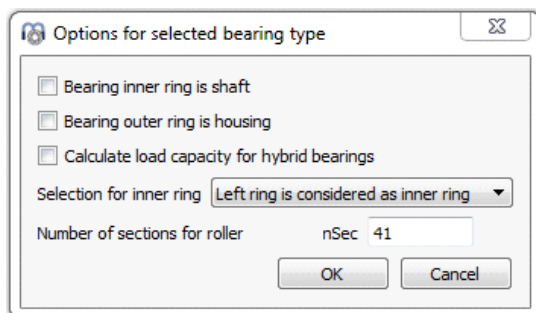 Options for selected bearing type
Bearing inner ring is shaft
Bearing outer ring is housing
Calculate load capacity for hybrid bearings
Selection for inner ring Left ring is considered as inner ring
Number of sections for roller nSec 41
OK Cancel